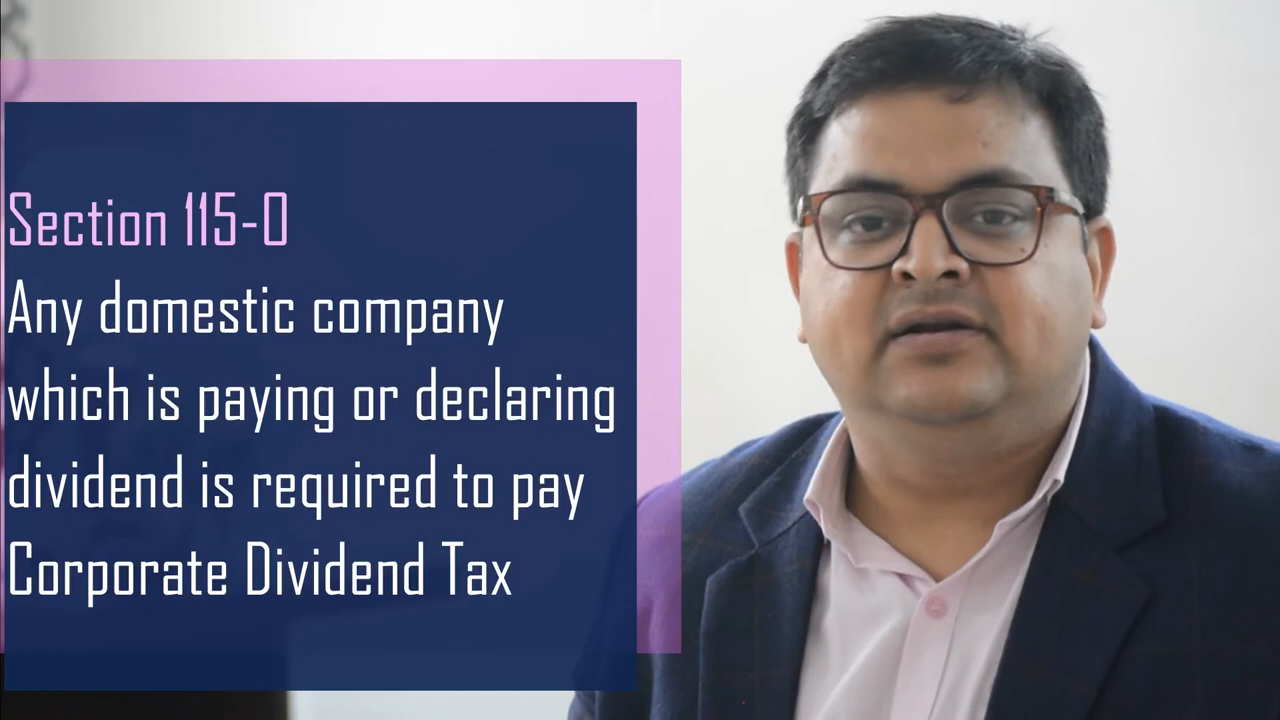 Section 115-O
Any domestic company
which is paying or declaring
dividend is required to pay
Corporate Dividend Tax